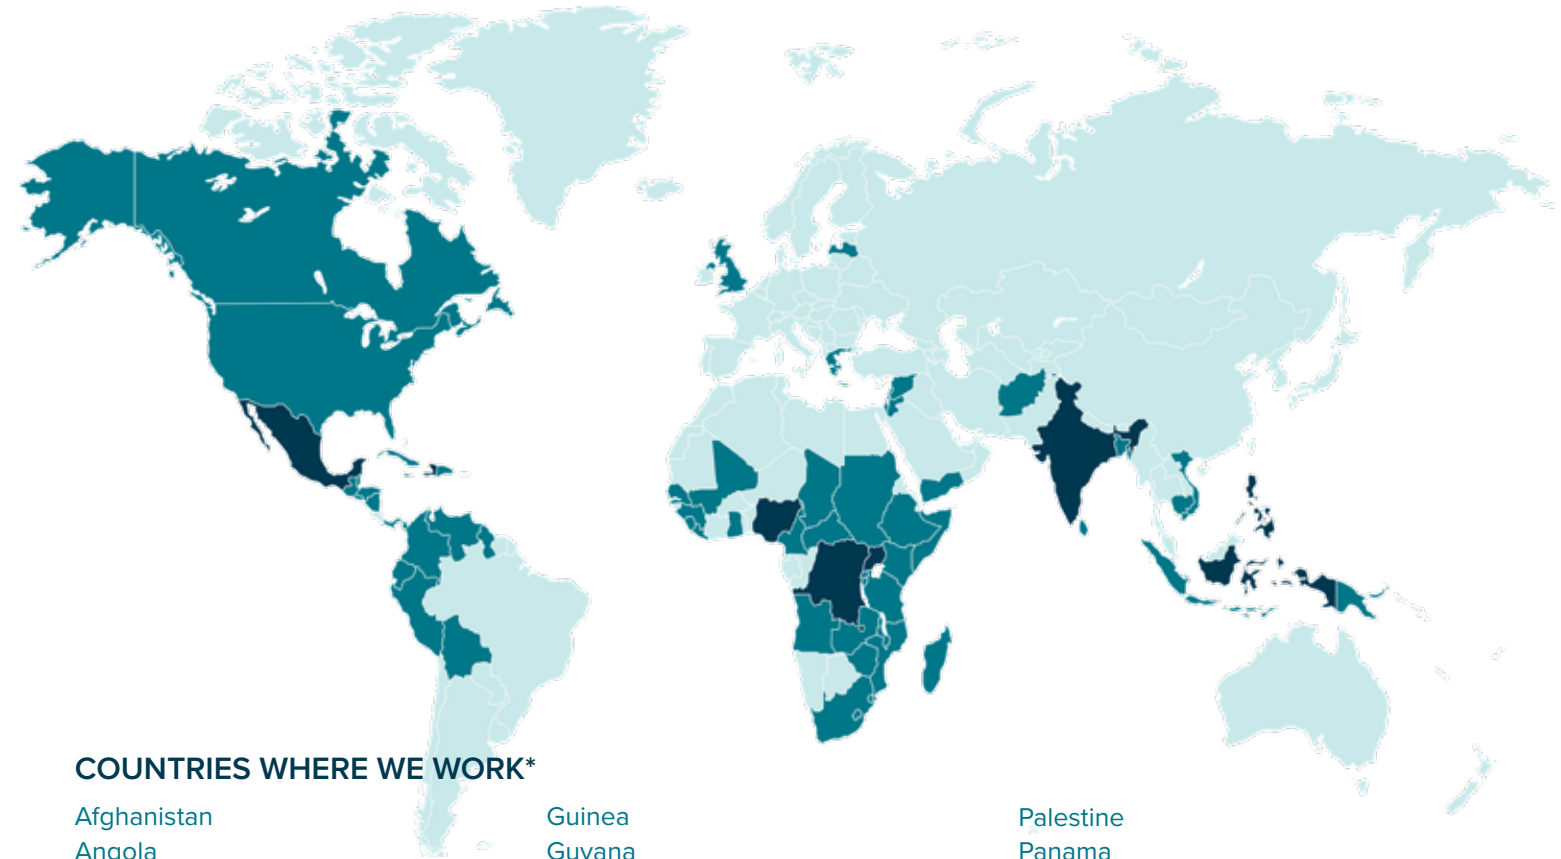 COUNTRIES WHERE WE WORK*
Afghanistan
Angola
Guinea
Guyana
Palestine
Panama